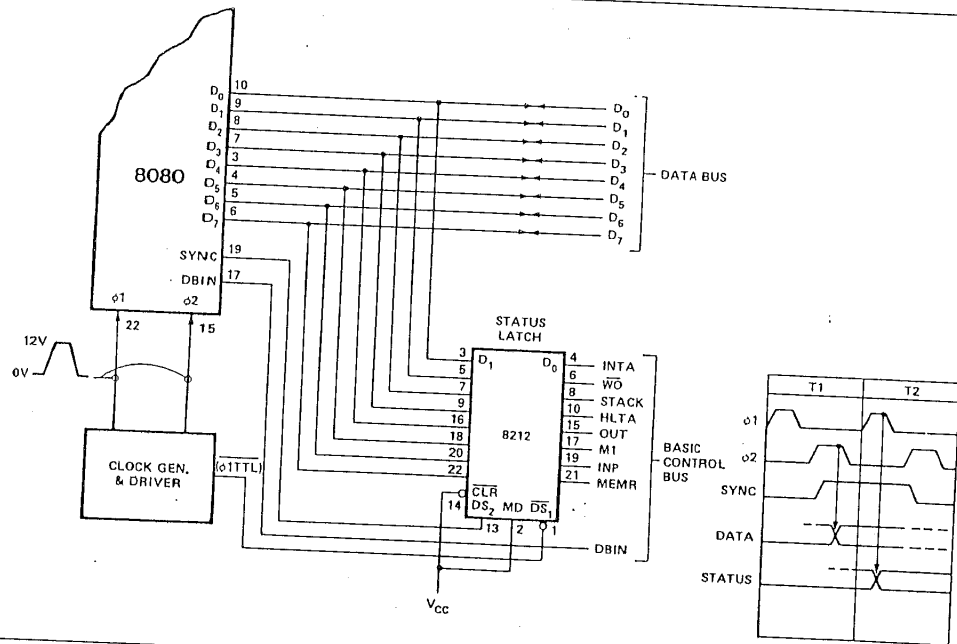 8080
D0 10
D1 9
D2 8
D3 7
D4 3
D5 4
D6 5
D7 6
SYNC 19
DBIN 17
ϕ1 ϕ2
22 15
12V
0V
CLOCK GEN.
& DRIVER
(ϕ1TTL)
D0
D1
D2
D3
D4
D5
D6
D7
DATA BUS
STATUS
LATCH
3 D1 D0 4 INTA
5 6 W̅O̅
7 8 STACK
9 10 HLTA
16 15 OUT
18 17 M1
20 19 INP
22 21 MEMR
8212
C̅L̅R̅
14 DS2 MD D̅S̅1
13 2 1
DBIN
VCC
BASIC
CONTROL
BUS
T1 T2
ϕ1
ϕ2
SYNC
DATA
STATUS